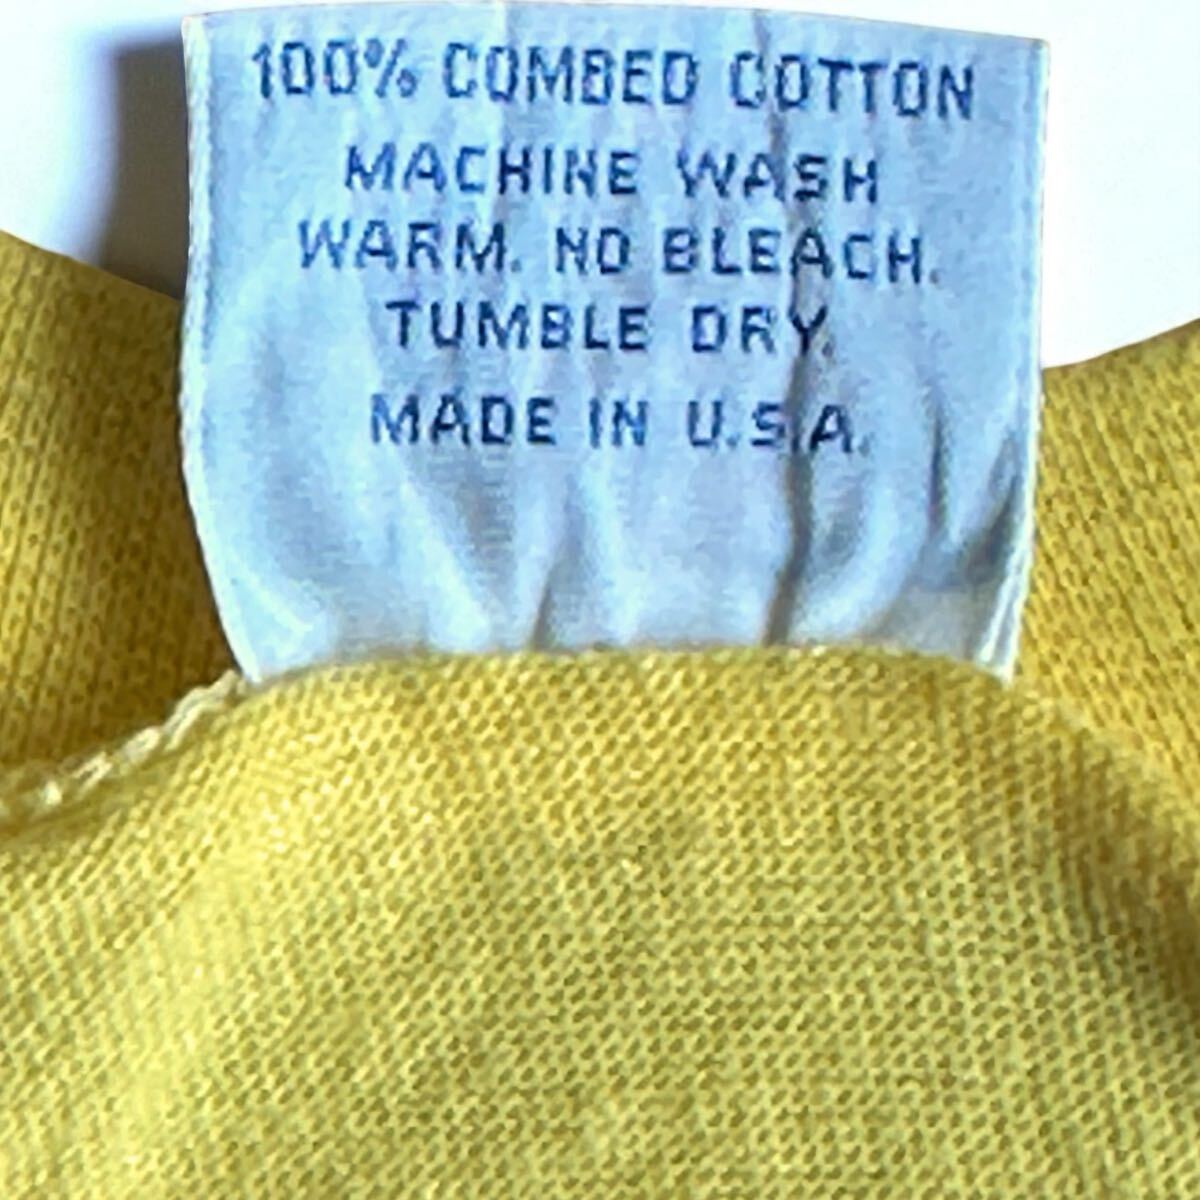 100% COMBED COTTON
MACHINE WASH
WARM. NO BLEACH.
TUMBLE DRY.
MADE IN U.S.A.